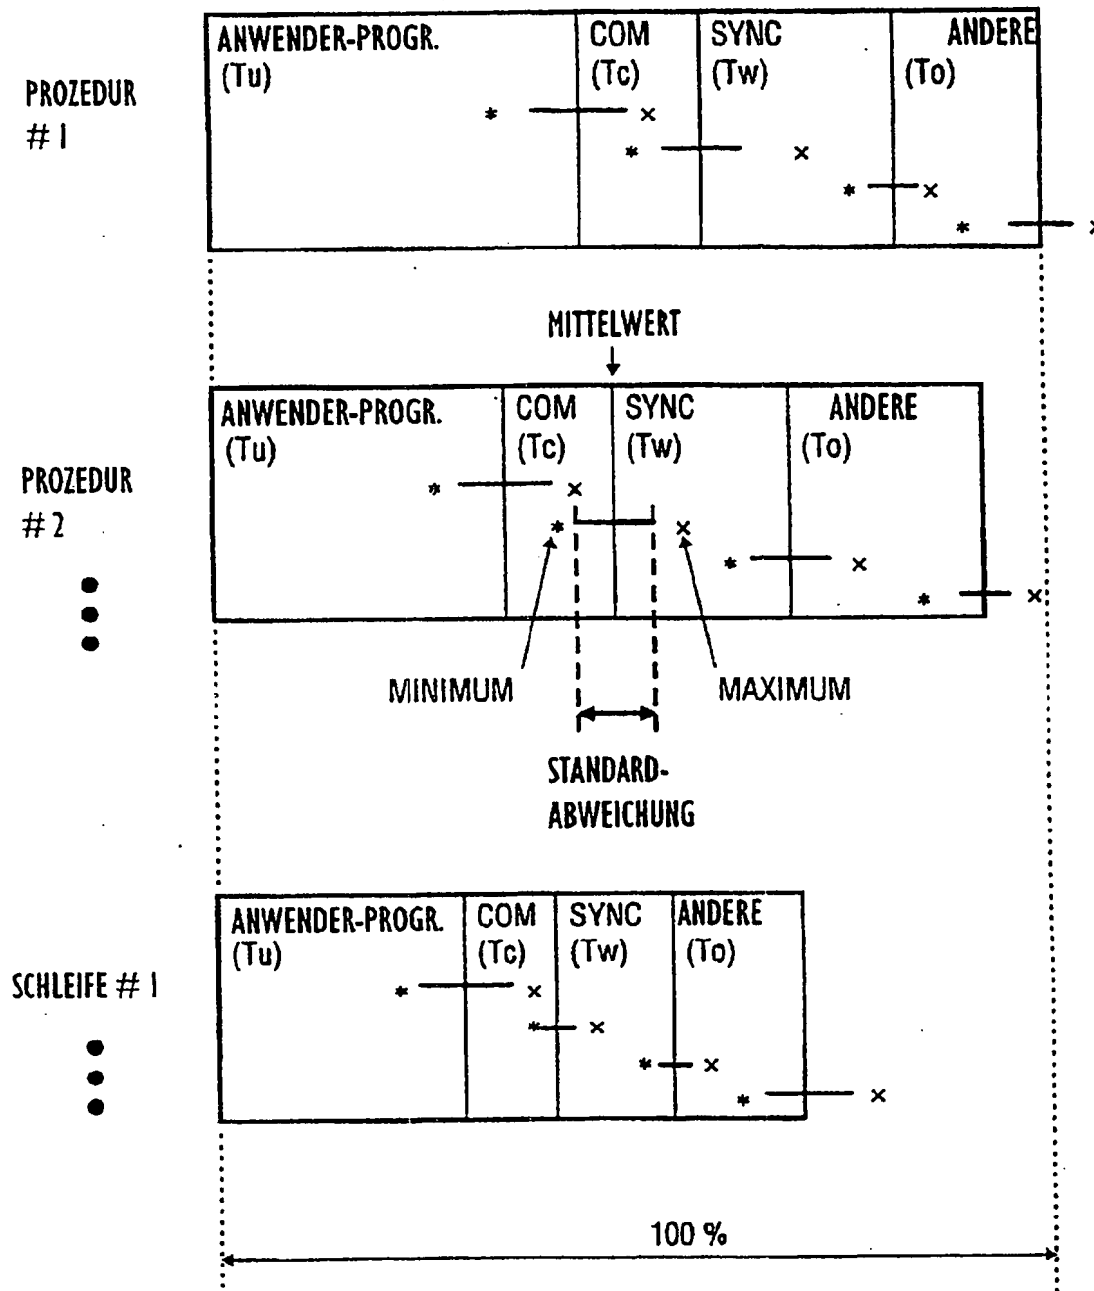 ANWENDER-PROGR. COM SYNC ANDERE
(Tu) (Tc) (Tw) (To)
PROZEDUR
#1
* x
* x
* x
* x
MITTELWERT
ANWENDER-PROGR. COM SYNC ANDERE
(Tu) (Tc) (Tw) (To)
PROZEDUR
#2
* x
* x
* x
* x
MINIMUM MAXIMUM
STANDARD-
ABWEICHUNG
ANWENDER-PROGR. COM SYNC ANDERE
(Tu) (Tc) (Tw) (To)
SCHLEIFE #1
* x
* x
* x
* x
100 %